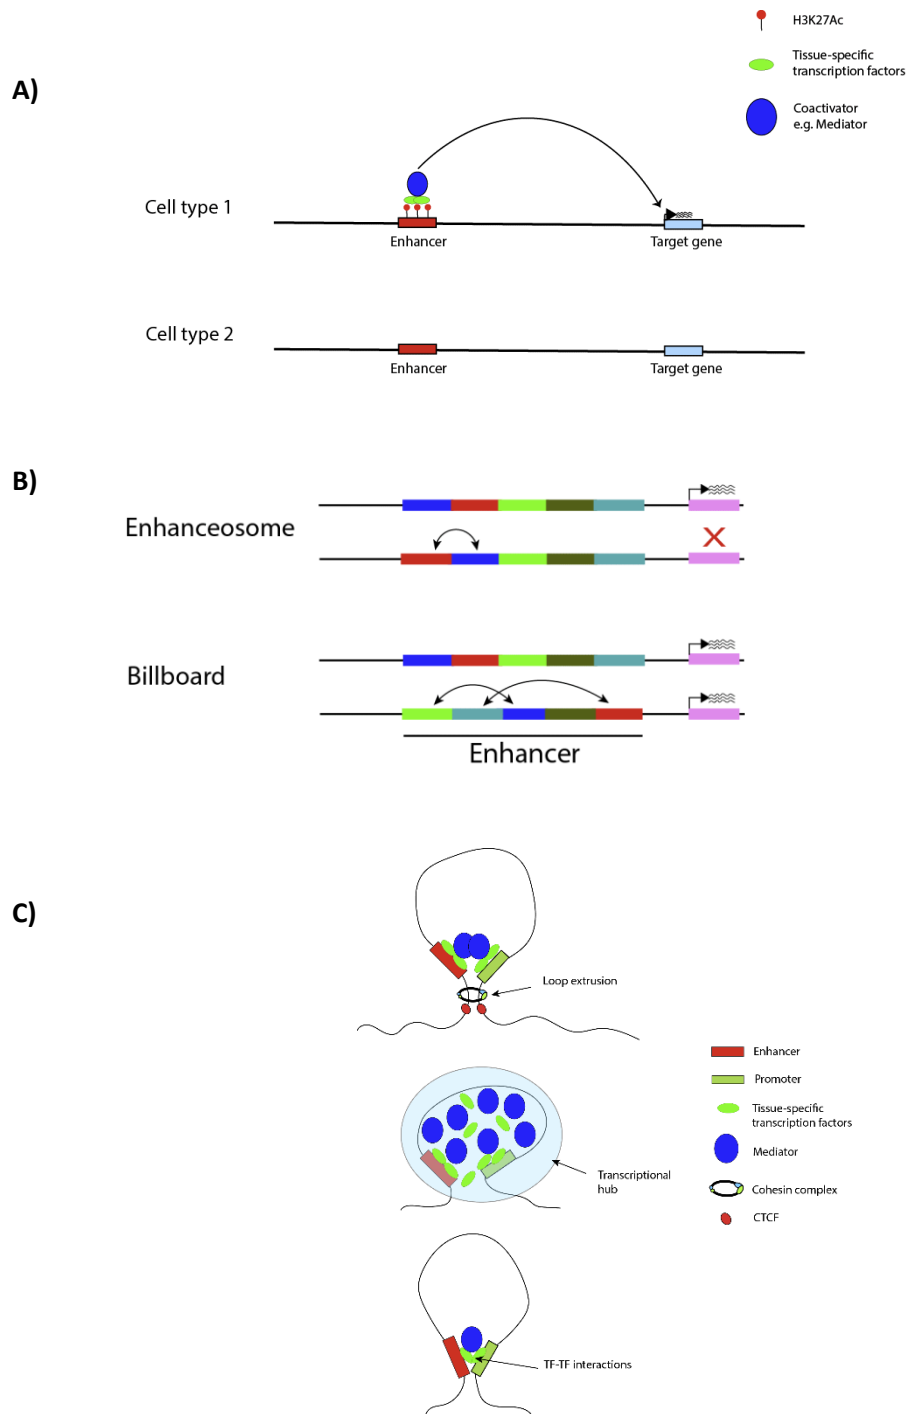 H3K27Ac
Tissue-specific
transcription factors
Coactivator
e.g. Mediator
A)
Cell type 1
Enhancer
Target gene
Cell type 2
Enhancer
Target gene
B)
Enhanceosome
Billboard
Enhancer
C)
Loop extrusion
Enhancer
Promoter
Tissue-specific
transcription factors
Mediator
Cohesin complex
CTCF
Transcriptional
hub
TF-TF interactions